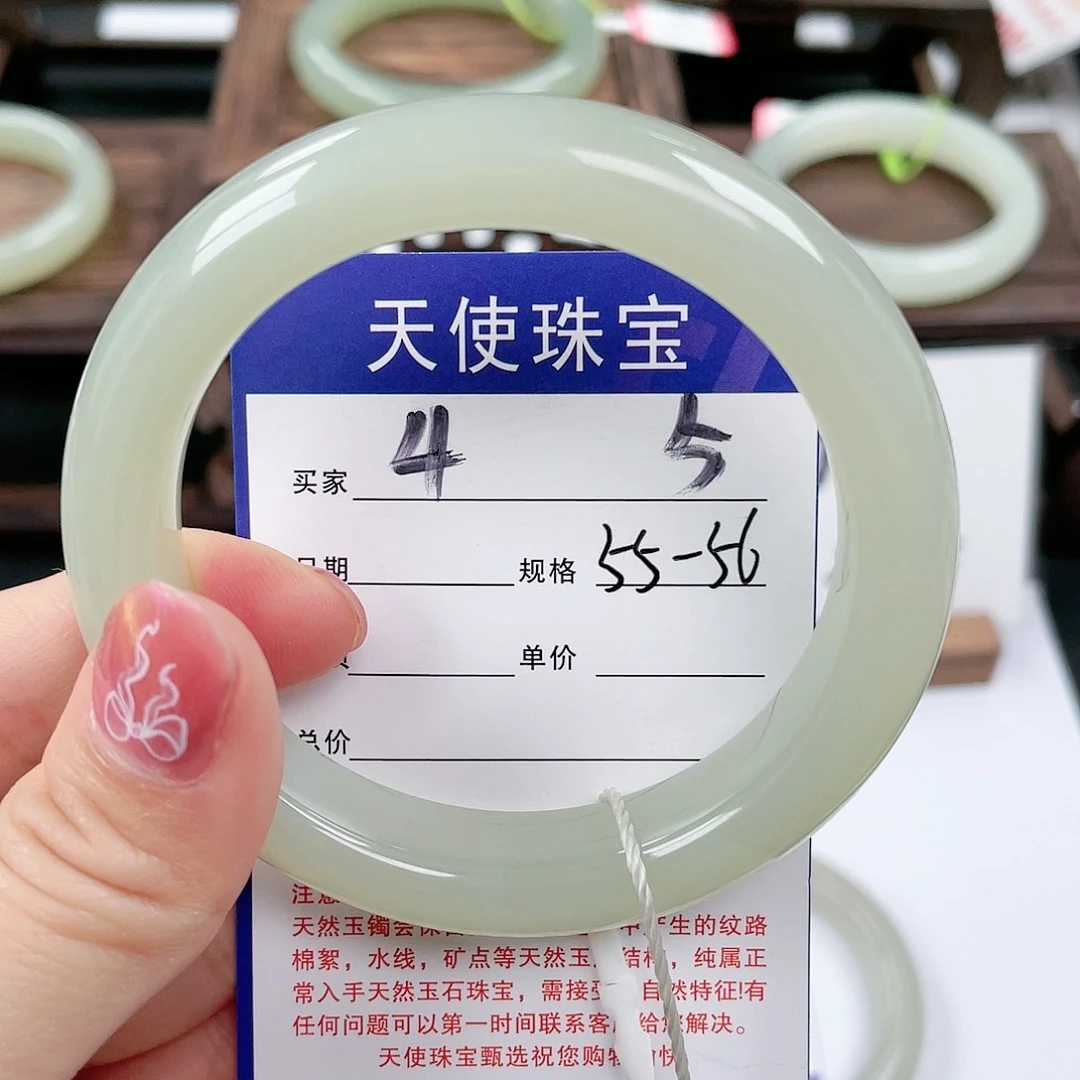 天使珠宝
买家 4 5
期 规格 55-56
单价
总价
天然玉镯会 生的纹路
棉絮，水线，矿点等天然玉 结构，纯属正
常入手天然玉石珠宝，需接受 自然特征!有
任何问题可以第一时间联系客 给您解决。
天使珠宝甄选祝您购物 快